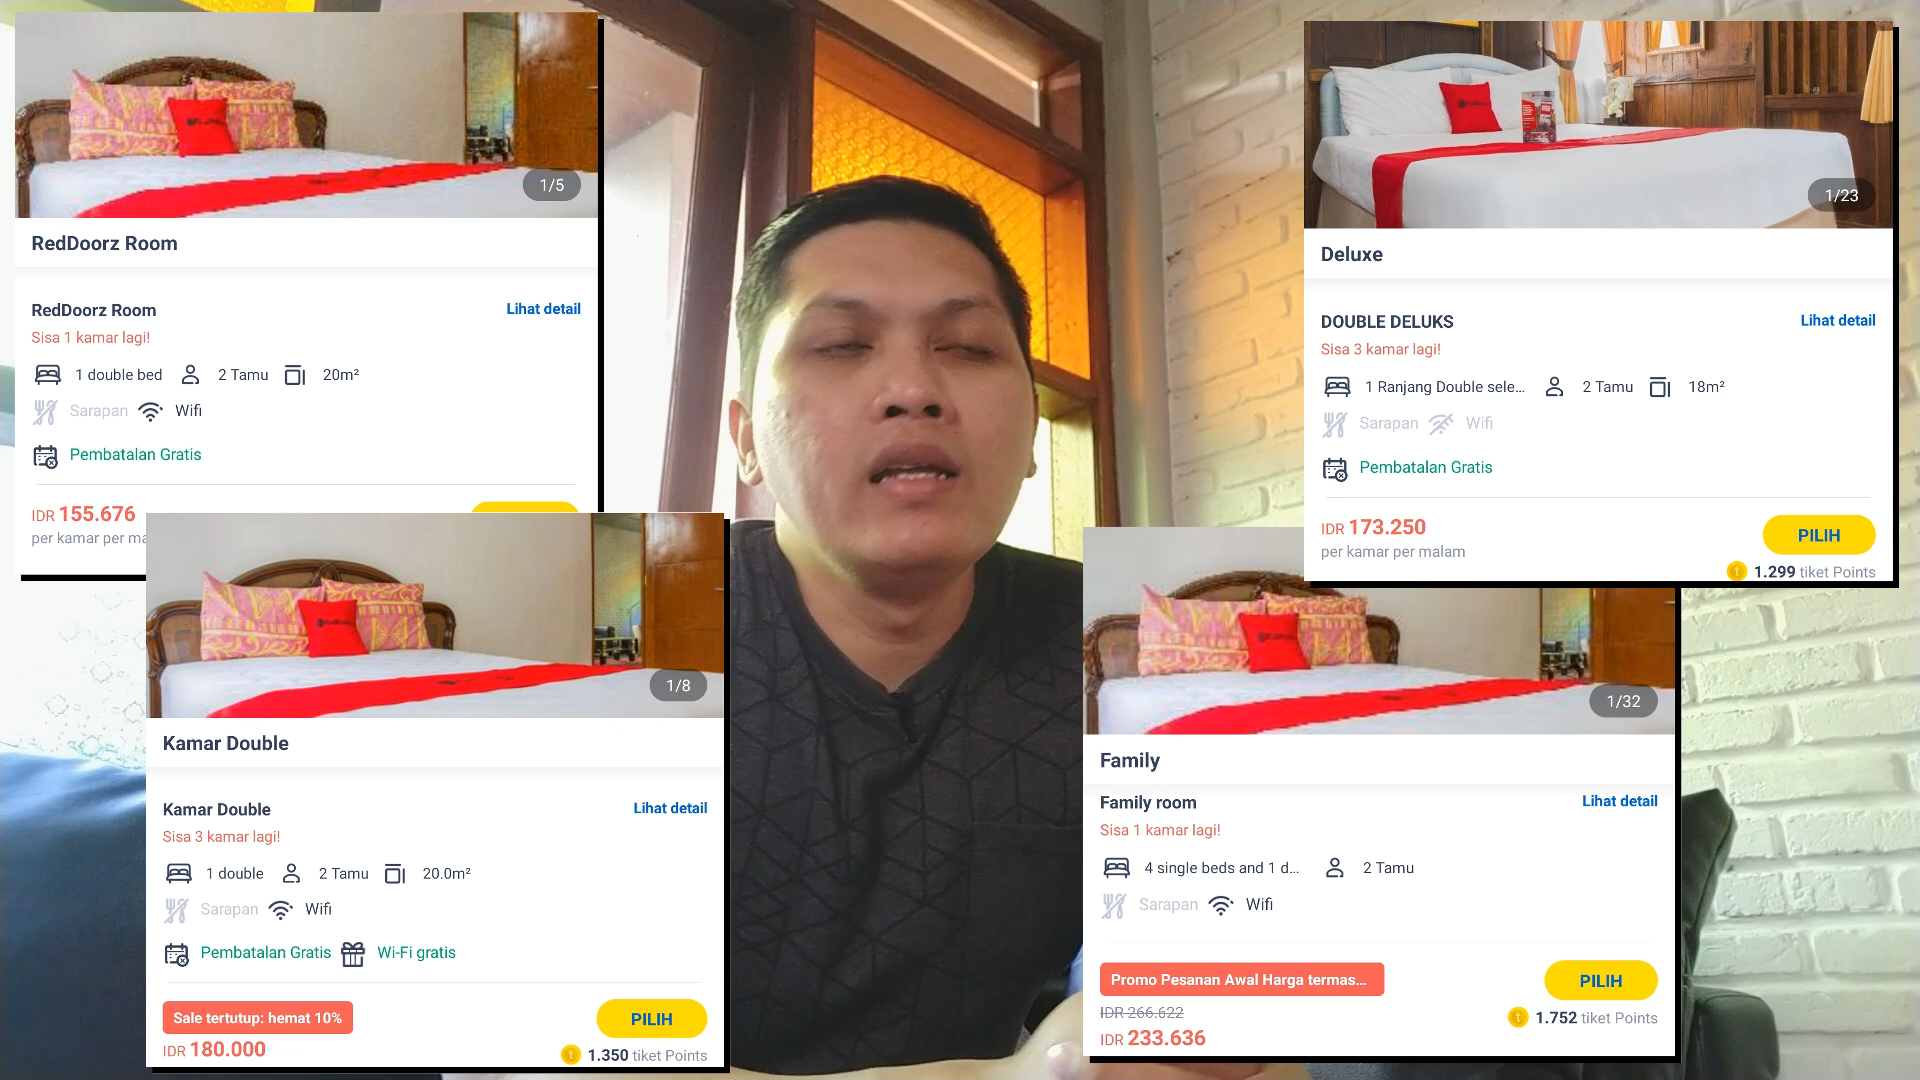 1/5
RedDoorz Room
RedDoorz Room
Lihat detail
Sisa 1 kamar lagi!
1 double bed 2 Tamu 20m²
Sarapan Wifi
Pembatalan Gratis
IDR 155.676
per kamar per ma
1/8
Kamar Double
Kamar Double
Lihat detail
Sisa 3 kamar lagi!
1 double 2 Tamu 20.0m²
Sarapan Wifi
Pembatalan Gratis Wi-Fi gratis
Sale tertutup: hemat 10%
PILIH
IDR 180.000
1.350 tiket Points
1/23
Deluxe
DOUBLE DELUKS
Lihat detail
Sisa 3 kamar lagi!
1 Ranjang Double sele... 2 Tamu 18m²
Sarapan Wifi
Pembatalan Gratis
IDR 173.250
PILIH
per kamar per malam
1.299 tiket Points
1/32
Family
Family room
Lihat detail
Sisa 1 kamar lagi!
4 single beds and 1 d... 2 Tamu
Sarapan Wifi
Promo Pesanan Awal Harga termas...
PILIH
IDR 266.622
1.752 tiket Points
IDR 233.636